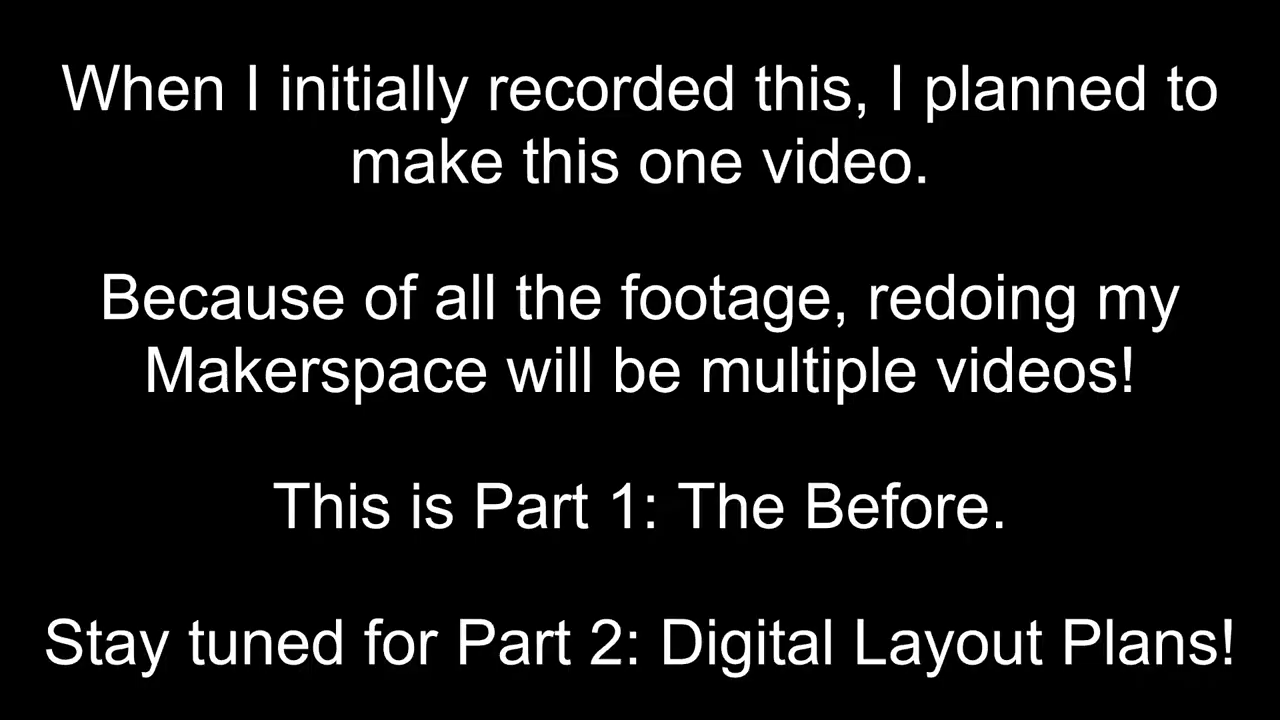 When I initially recorded this, I planned to
make this one video.
Because of all the footage, redoing my
Makerspace will be multiple videos!
This is Part 1: The Before.
Stay tuned for Part 2: Digital Layout Plans!